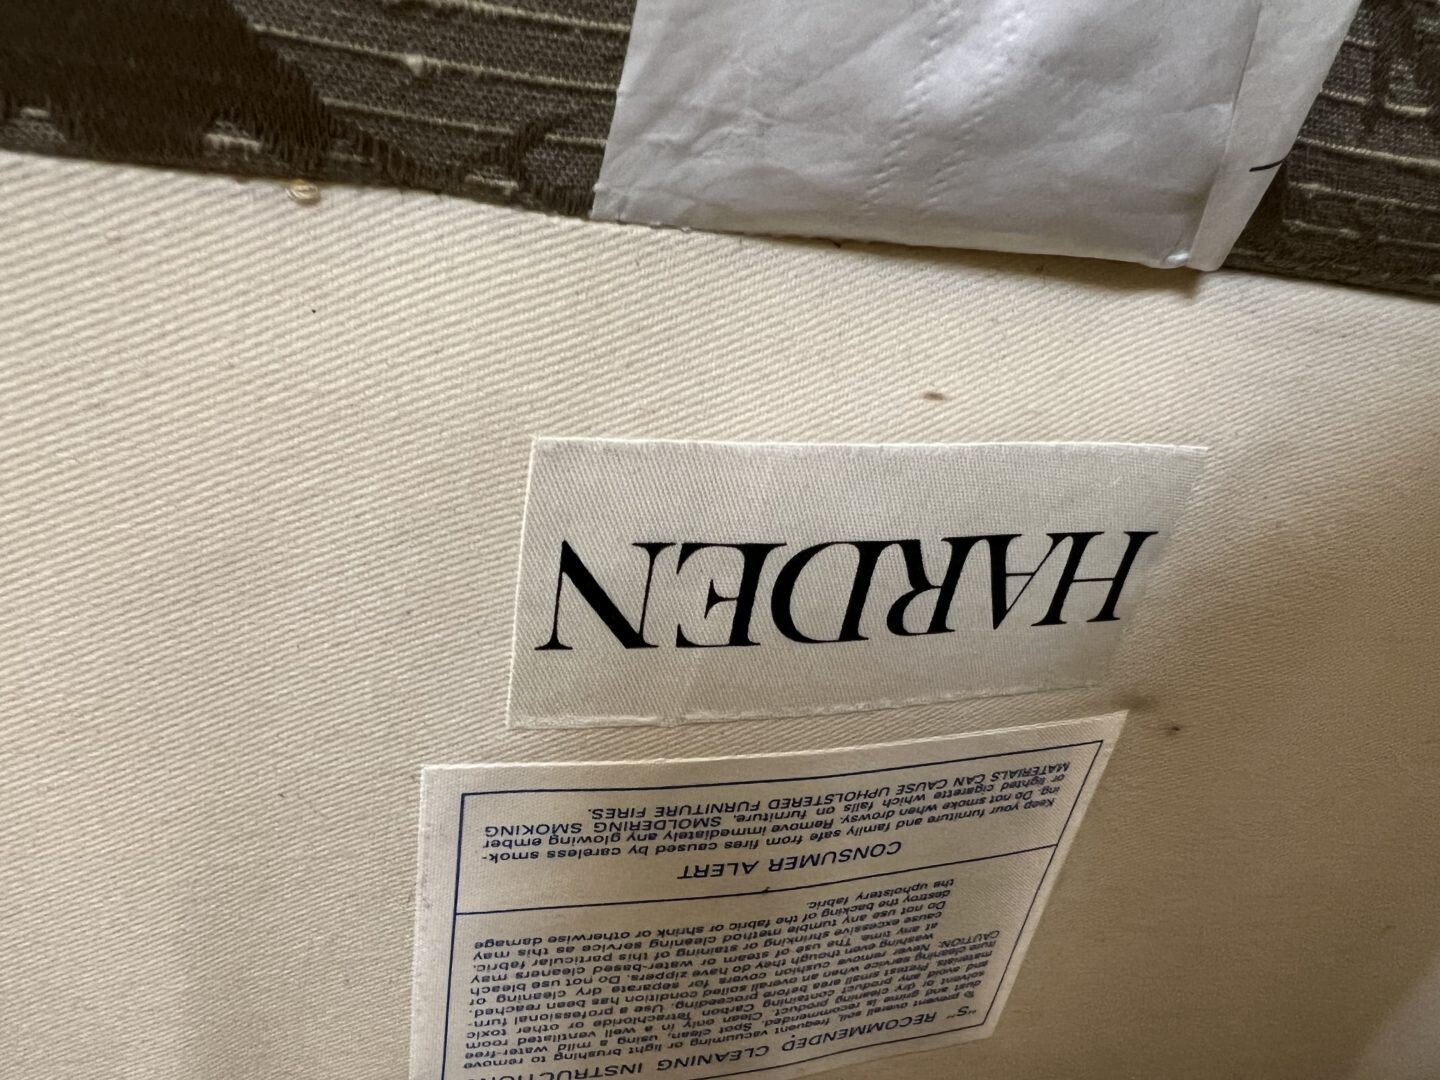 "S" RECOMMENDED CLEANING INSTRUCTION
To prevent overall soil, frequent vacuuming or light brushing to remove
dust and grime is recommended. Spot clean, using a mild water-free
solvent or dry cleaning product. Clean only in a well ventilated room
and avoid any product containing Carbon Tetrachloride or other toxic
materials. Pretest small area before proceeding. Use a professional furn-
iture cleaning service when an overall soiled condition has been reached.
CAUTION: Never remove cushion covers for separate dry cleaning or
washing even though they do have zippers. Do not use bleach
at any time. The use of steam or water-based cleaners may
cause excessive shrinking or staining of this particular fabric.
Do not use any tumble method cleaning service as this may
destroy the backing of the fabric or shrink or otherwise damage
the upholstery fabric.
CONSUMER ALERT
Keep your furniture and family safe from fires caused by careless smok-
ing. Do not smoke when drowsy. Remove immediately any glowing ember
or lighted cigarette which falls on furniture. SMOLDERING SMOKING
MATERIALS CAN CAUSE UPHOLSTERED FURNITURE FIRES.
HARDEN